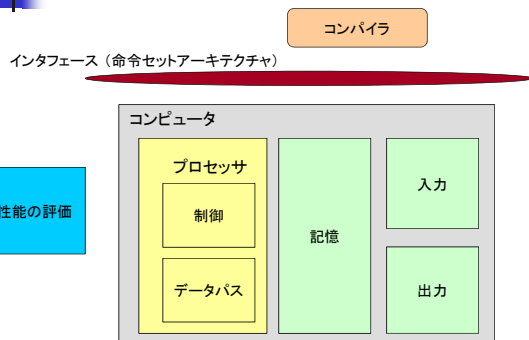 コンパイラ
インタフェース（命令セットアーキテクチャ）
コンピュータ
プロセッサ
制御
データパス
記憶
入力
出力
性能の評価